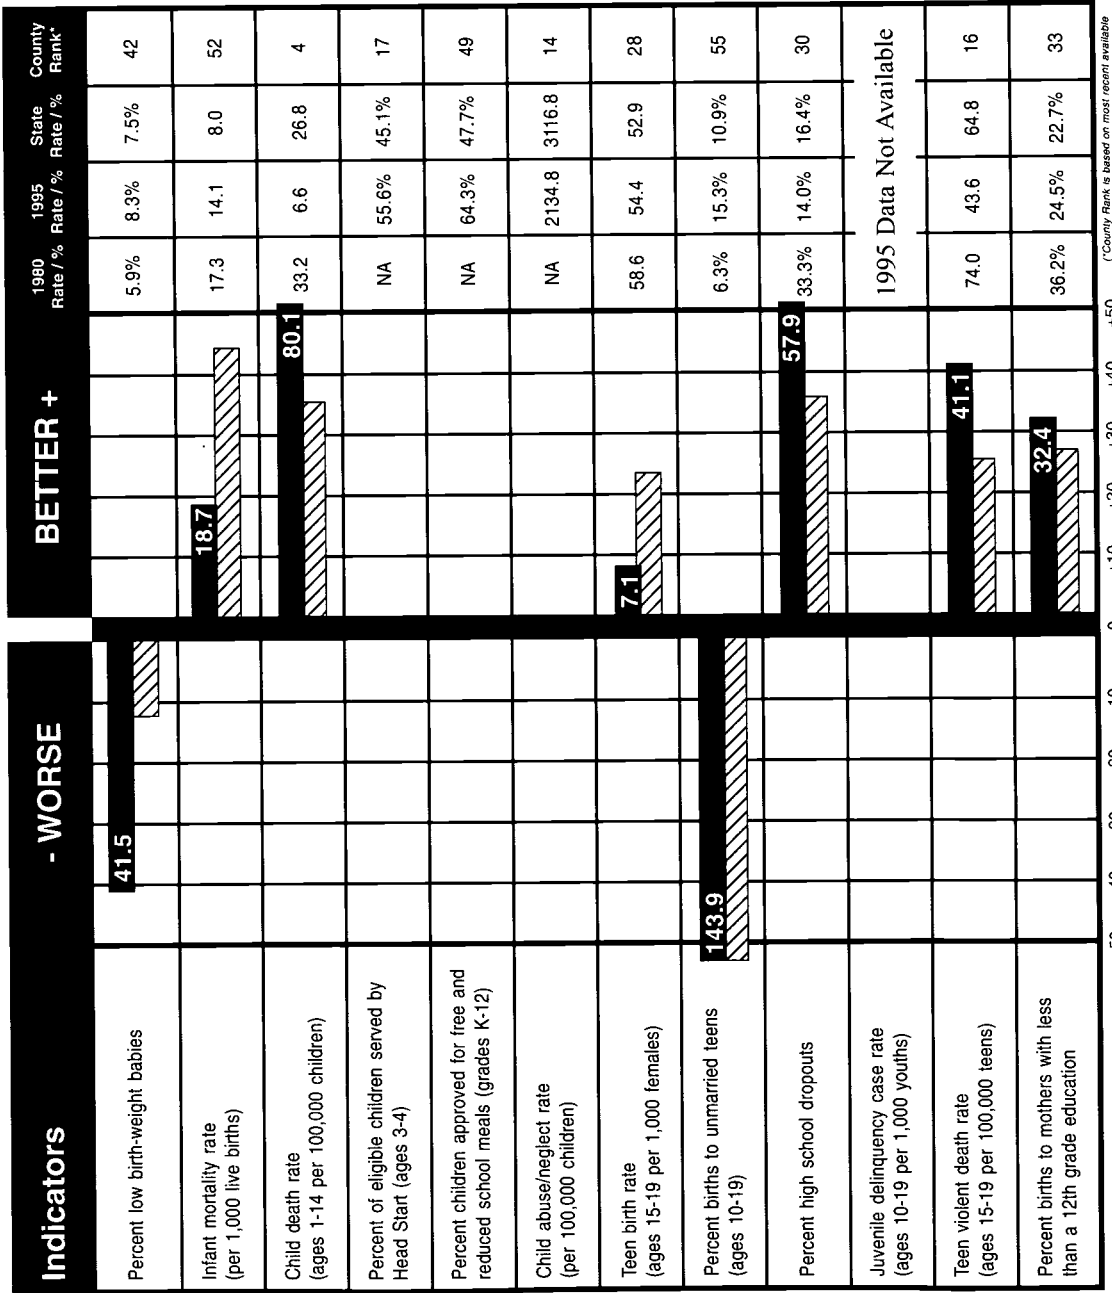 Indicators
- WORSE
BETTER +
1980
Rate / %
1995
Rate / %
State
Rate / %
County
Rank*
Percent low birth-weight babies
41.5
5.9%
8.3%
7.5%
42
Infant mortality rate
(per 1,000 live births)
18.7
17.3
14.1
8.0
52
Child death rate
(ages 1-14 per 100,000 children)
80.1
33.2
6.6
26.8
4
Percent of eligible children served by
Head Start (ages 3-4)
NA
55.6%
45.1%
17
Percent children approved for free and
reduced school meals (grades K-12)
NA
64.3%
47.7%
49
Child abuse/neglect rate
(per 100,000 children)
NA
2134.8
3116.8
14
Teen birth rate
(ages 15-19 per 1,000 females)
7.1
58.6
54.4
52.9
28
Percent births to unmarried teens
(ages 10-19)
143.9
6.3%
15.3%
10.9%
55
Percent high school dropouts
57.9
33.3%
14.0%
16.4%
30
Juvenile delinquency case rate
(ages 10-19 per 1,000 youths)
1995 Data Not Available
Teen violent death rate
(ages 15-19 per 100,000 teens)
41.1
74.0
43.6
64.8
16
Percent births to mothers with less
than a 12th grade education
32.4
36.2%
24.5%
22.7%
33
(*County Rank is based on most recent available